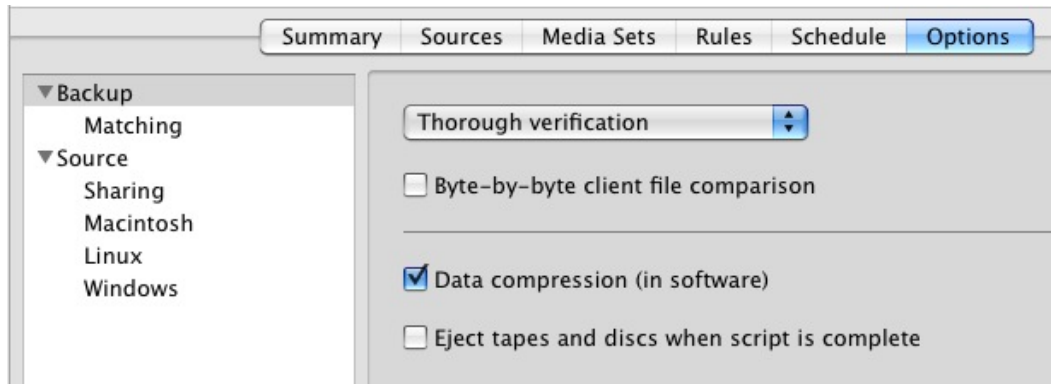 Summary Sources Media Sets Rules Schedule Options
Backup
Matching
Source
Sharing
Macintosh
Linux
Windows
Thorough verification
Byte-by-byte client file comparison
Data compression (in software)
Eject tapes and discs when script is complete